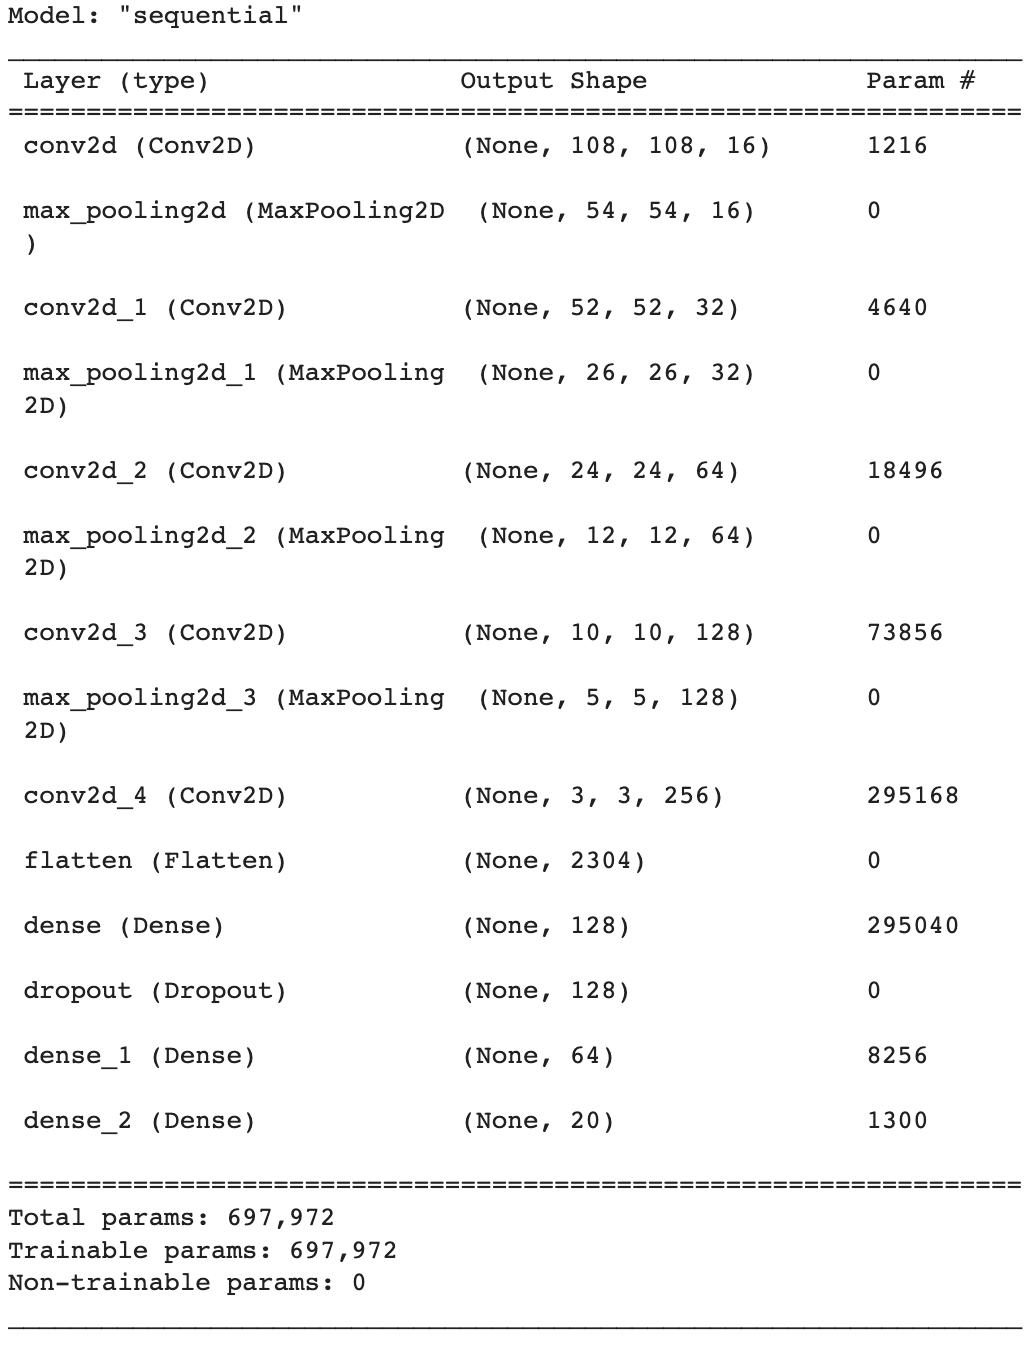 Model: "sequential"
Layer (type) Output Shape Param #
conv2d (Conv2D) (None, 108, 108, 16) 1216
max_pooling2d (MaxPooling2D (None, 54, 54, 16) 0
)
conv2d_1 (Conv2D) (None, 52, 52, 32) 4640
max_pooling2d_1 (MaxPooling (None, 26, 26, 32) 0
2D)
conv2d_2 (Conv2D) (None, 24, 24, 64) 18496
max_pooling2d_2 (MaxPooling (None, 12, 12, 64) 0
2D)
conv2d_3 (Conv2D) (None, 10, 10, 128) 73856
max_pooling2d_3 (MaxPooling (None, 5, 5, 128) 0
2D)
conv2d_4 (Conv2D) (None, 3, 3, 256) 295168
flatten (Flatten) (None, 2304) 0
dense (Dense) (None, 128) 295040
dropout (Dropout) (None, 128) 0
dense_1 (Dense) (None, 64) 8256
dense_2 (Dense) (None, 20) 1300
Total params: 697,972
Trainable params: 697,972
Non-trainable params: 0